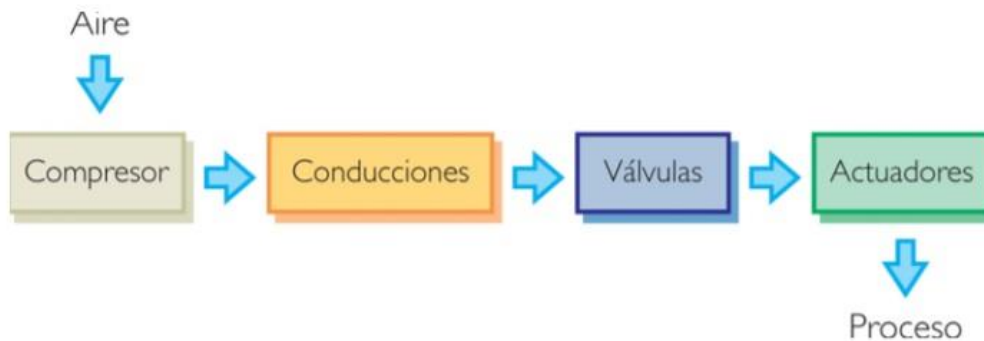 Aire
Compresor
Conducciones
Válvulas
Actuadores
Proceso